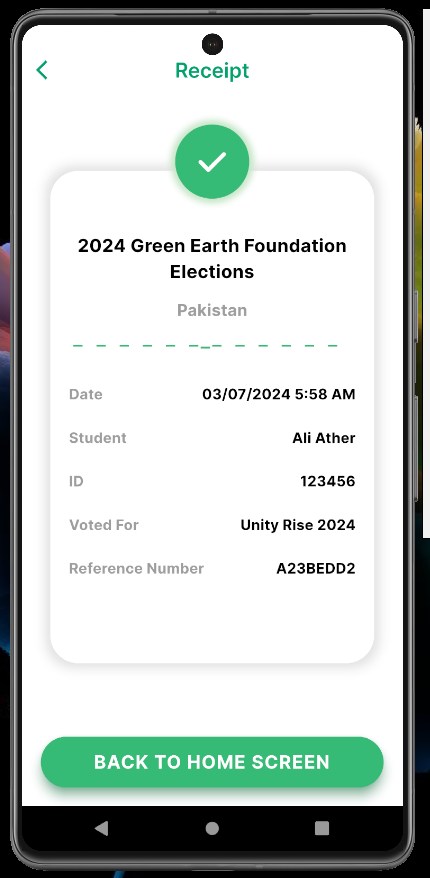 Receipt
2024 Green Earth Foundation
Elections
Pakistan
Date 03/07/2024 5:58 AM
Student Ali Ather
ID 123456
Voted For Unity Rise 2024
Reference Number A23BEDD2
BACK TO HOME SCREEN